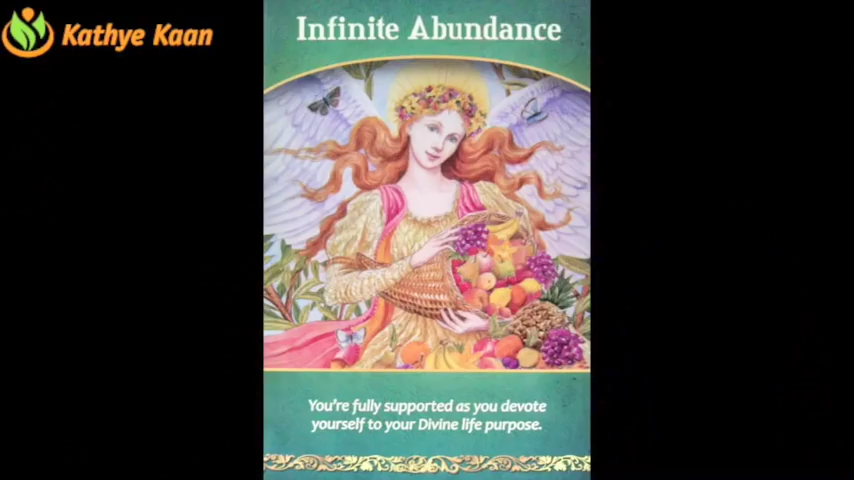 Kathye Kaan
Infinite Abundance
You're fully supported as you devote
yourself to your Divine life purpose.